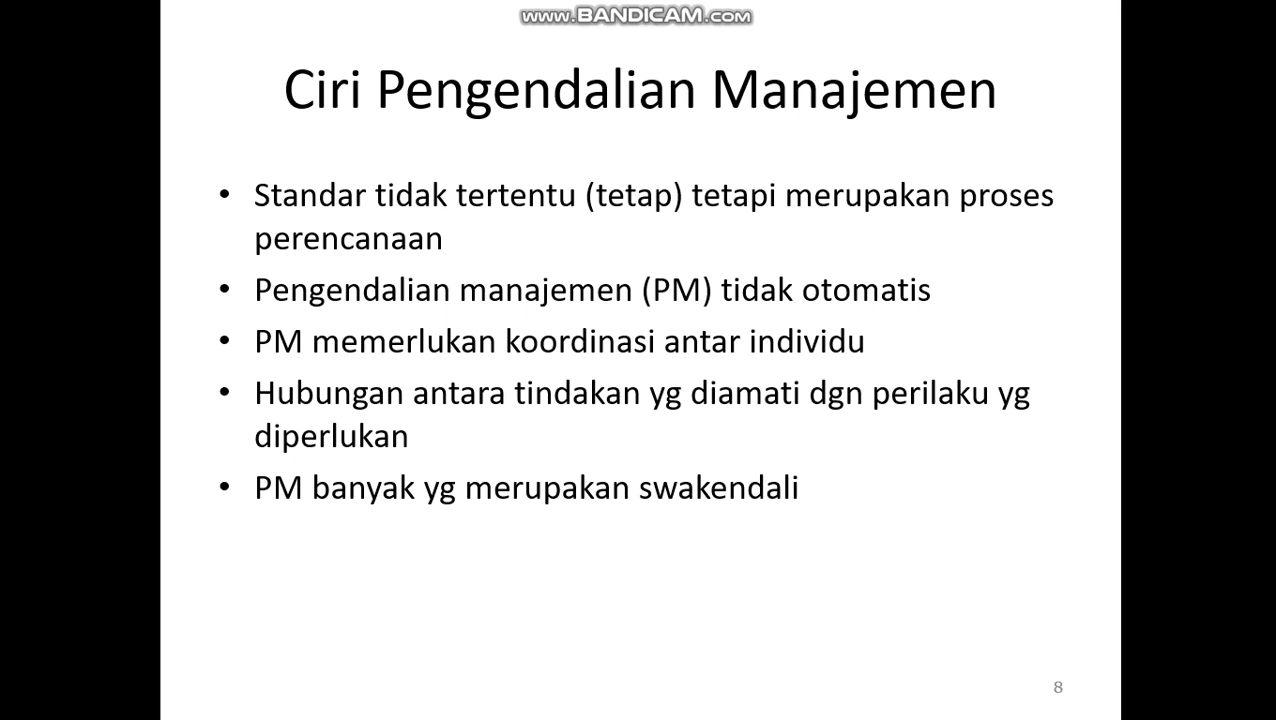 www.BANDICAM.com
Ciri Pengendalian Manajemen
• Standar tidak tertentu (tetap) tetapi merupakan proses
perencanaan
• Pengendalian manajemen (PM) tidak otomatis
• PM memerlukan koordinasi antar individu
• Hubungan antara tindakan yg diamati dgn perilaku yg
diperlukan
• PM banyak yg merupakan swakendali
8